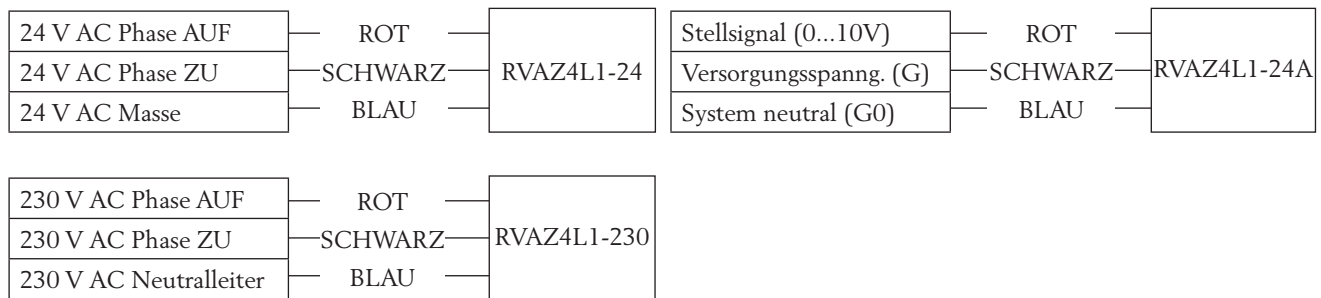 24 V AC Phase AUF ROT
24 V AC Phase ZU SCHWARZ RVAZ4L1-24
24 V AC Masse BLAU
Stellsignal (0...10V) ROT
Versorgungsspanng. (G) SCHWARZ RVAZ4L1-24A
System neutral (G0) BLAU
230 V AC Phase AUF ROT
230 V AC Phase ZU SCHWARZ RVAZ4L1-230
230 V AC Neutralleiter BLAU